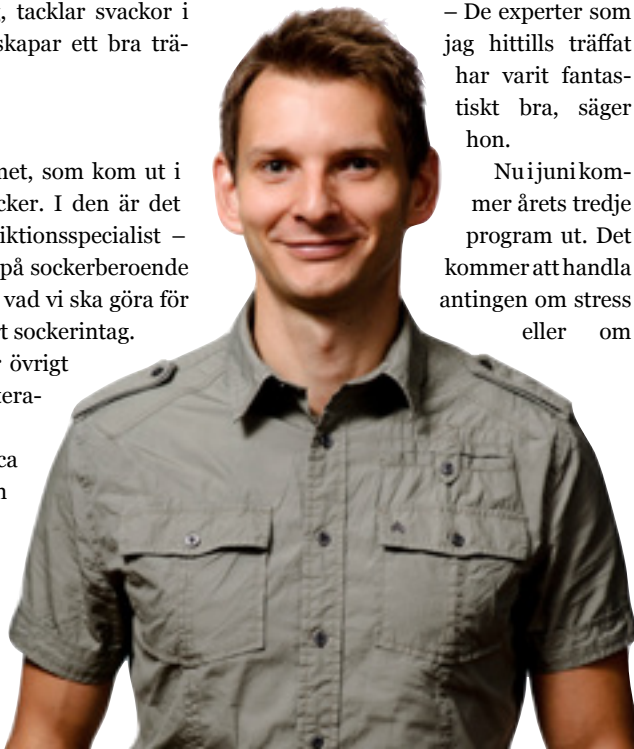 , tacklar svackor i
skapar ett bra trä-
net, som kom ut i
cker. I den är det
iktionsspecialist –
på sockerberoende
vad vi ska göra för
t sockerintag.
r övrigt
tera-
ca
n
– De experter som
jag hittills träffat
har varit fantas-
tiskt bra, säger
hon.
Nu i juni kom-
mer årets tredje
program ut. Det
kommer att handla
antingen om stress
eller om